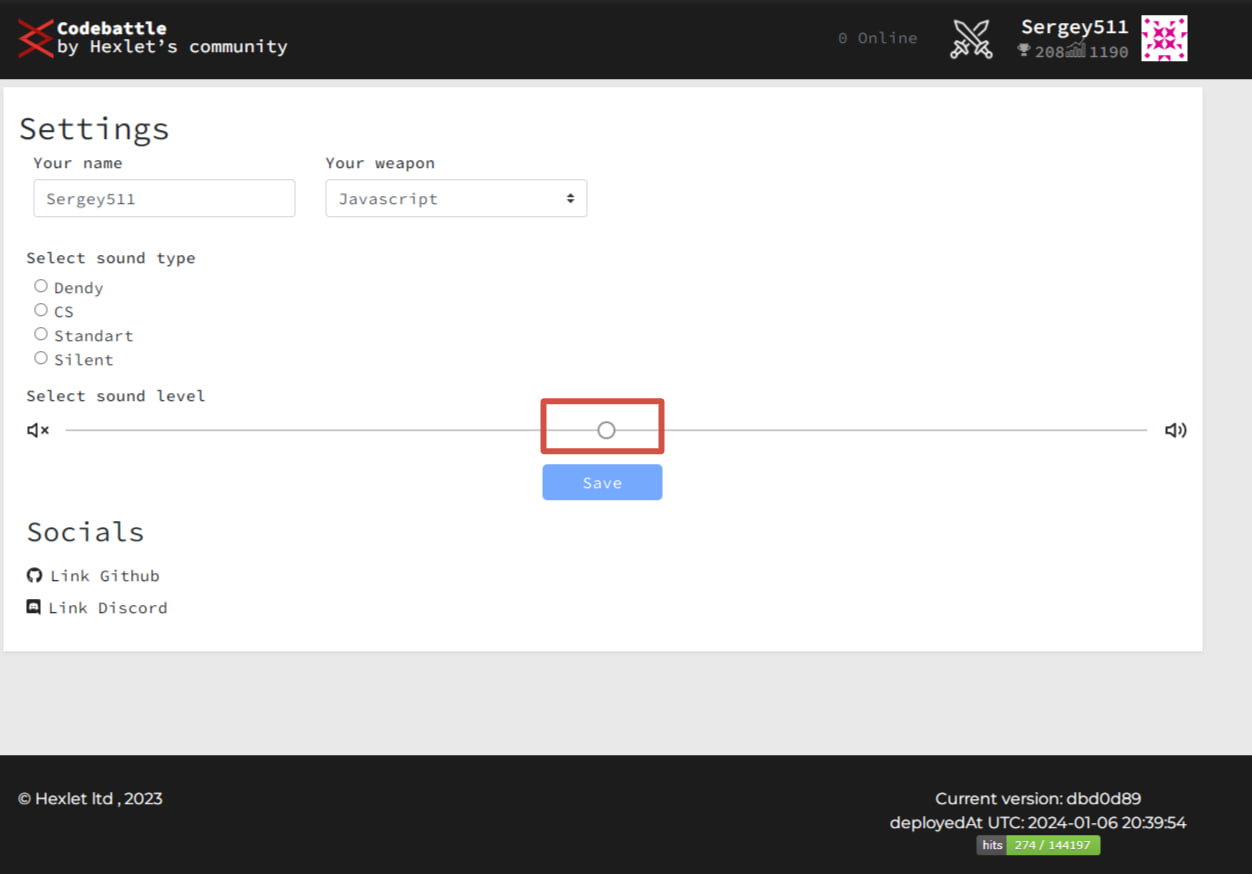 Codebattle
by Hexlet's community
0 Online
Sergey511
208 1190
Settings
Your name
Your weapon
Sergey511
Javascript
Select sound type
Dendy
CS
Standart
Silent
Select sound level
Save
Socials
Link Github
Link Discord
© Hexlet ltd , 2023
Current version: dbd0d89
deployedAt UTC: 2024-01-06 20:39:54
hits 274 / 144197